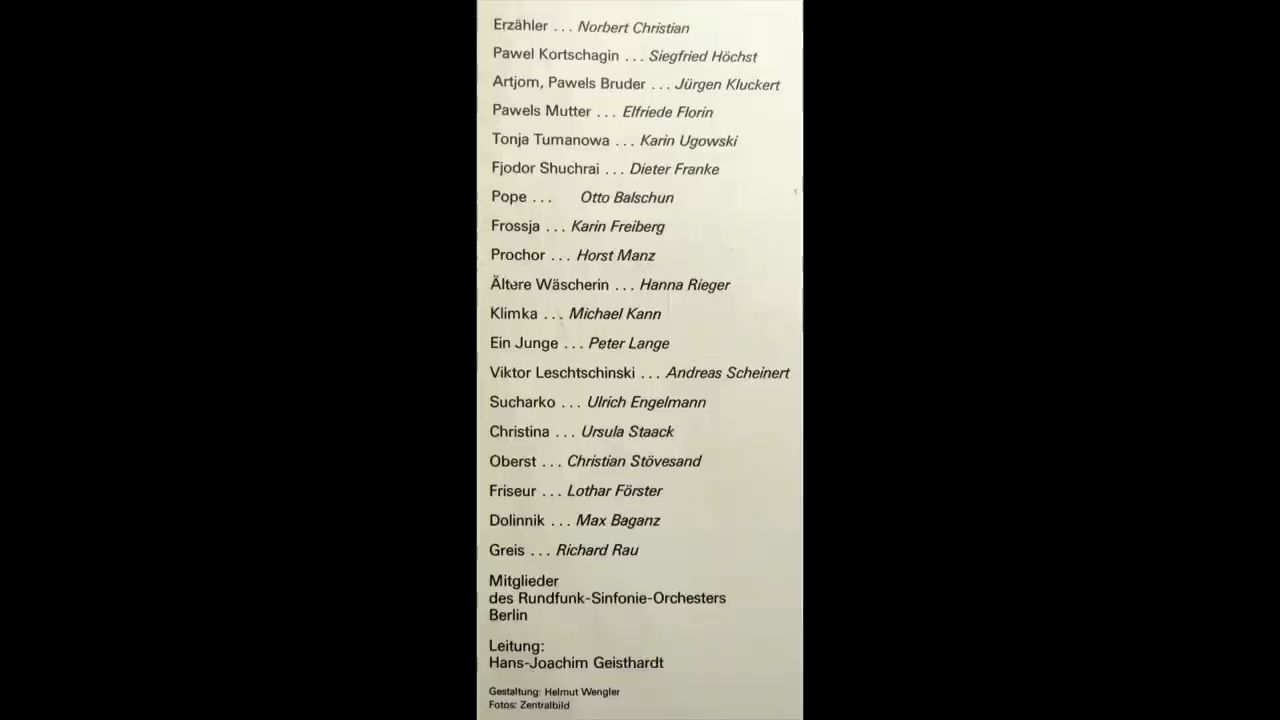 Erzähler . . . Norbert Christian
Pawel Kortschagin . . . Siegfried Höchst
Artjom, Pawels Bruder . . . Jürgen Kluckert
Pawels Mutter . . . Elfriede Florin
Tonja Tumanowa . . . Karin Ugowski
Fjodor Shuchrai . . . Dieter Franke
Pope . . . Otto Balschun
Frossja . . . Karin Freiberg
Prochor . . . Horst Manz
Ältere Wäscherin . . . Hanna Rieger
Klimka . . . Michael Kann
Ein Junge . . . Peter Lange
Viktor Leschtschinski . . . Andreas Scheinert
Sucharko . . . Ulrich Engelmann
Christina . . . Ursula Staack
Oberst . . . Christian Stövesand
Friseur . . . Lothar Förster
Dolinnik . . . Max Baganz
Greis . . . Richard Rau
Mitglieder
des Rundfunk-Sinfonie-Orchesters
Berlin
Leitung:
Hans-Joachim Geisthardt
Gestaltung: Helmut Wengler
Fotos: Zentralbild